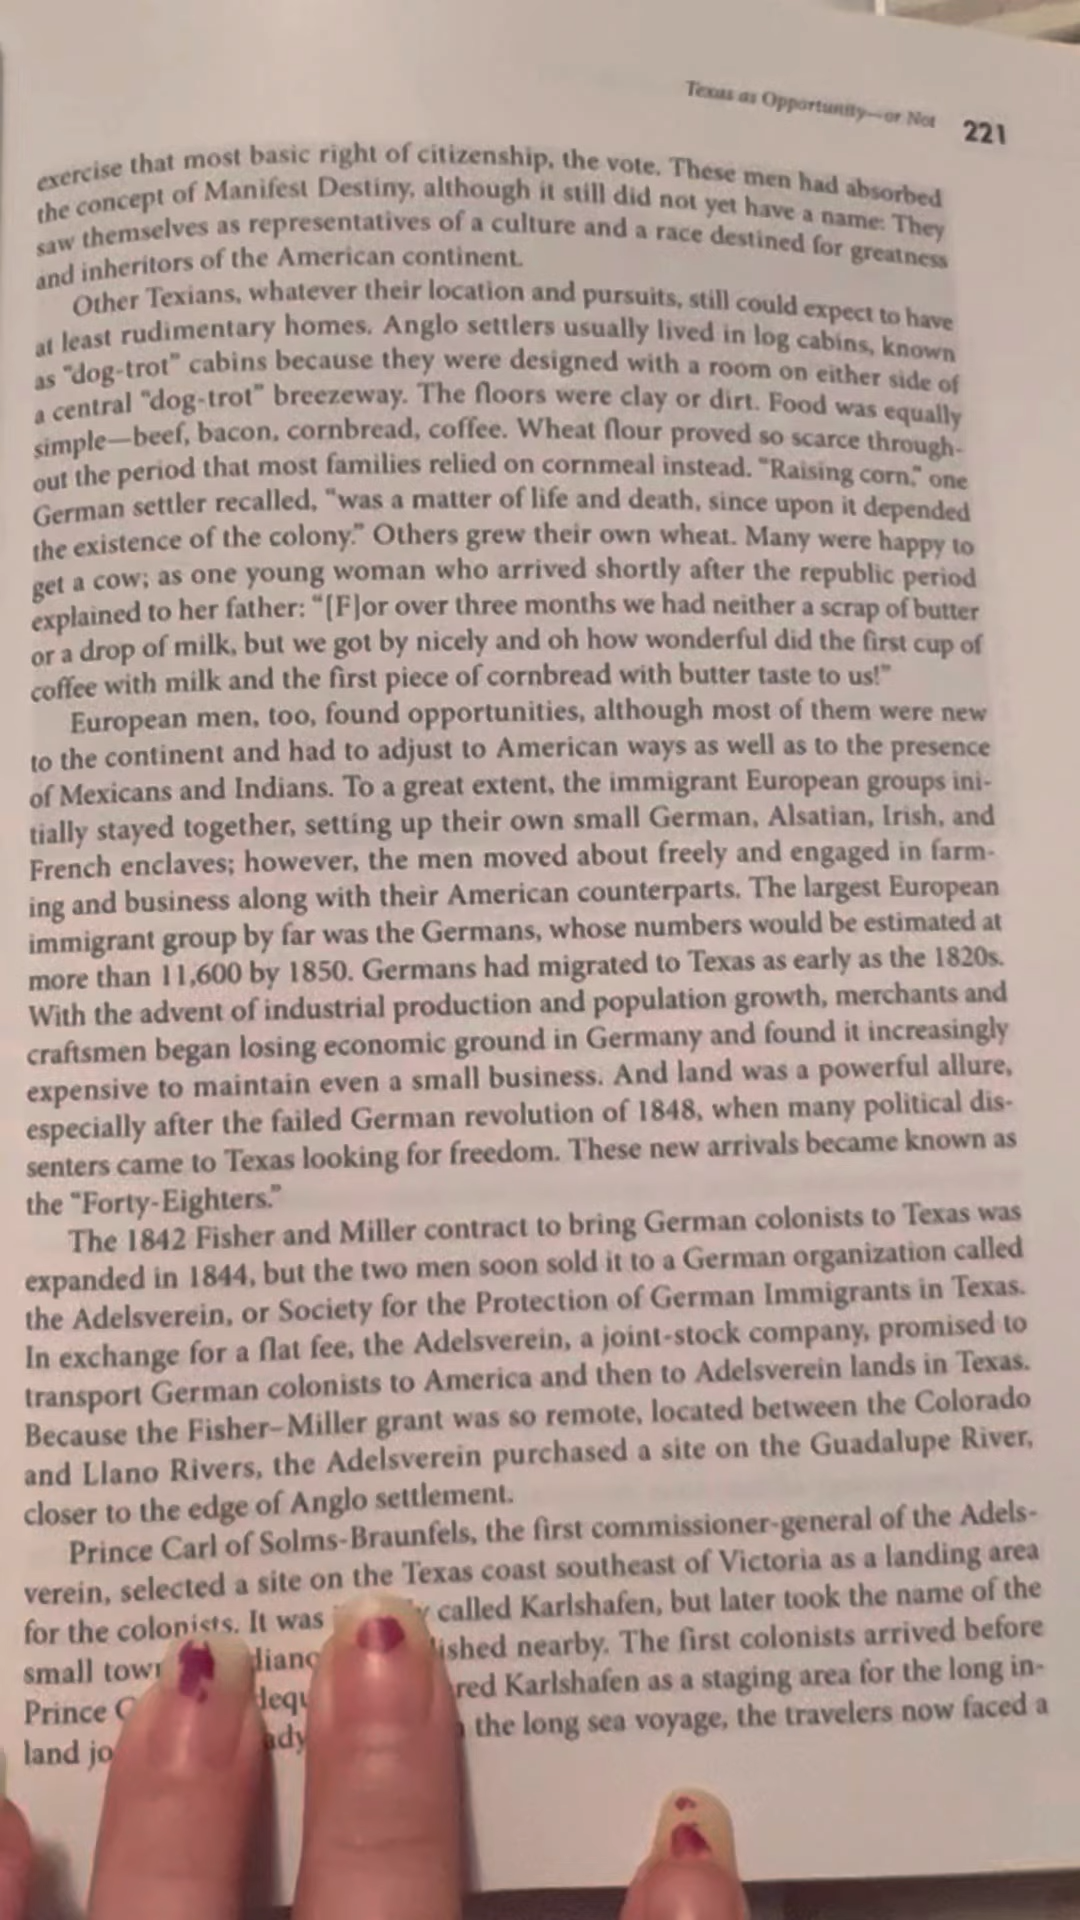 Texas as Opportunity—or Not 221
exercise that most basic right of citizenship, the vote. These men had absorbed
the concept of Manifest Destiny, although it still did not yet have a name: They
saw themselves as representatives of a culture and a race destined for greatness
and inheritors of the American continent.
Other Texians, whatever their location and pursuits, still could expect to have
at least rudimentary homes. Anglo settlers usually lived in log cabins, known
as "dog-trot" cabins because they were designed with a room on either side of
a central "dog-trot" breezeway. The floors were clay or dirt. Food was equally
simple—beef, bacon, cornbread, coffee. Wheat flour proved so scarce through-
out the period that most families relied on cornmeal instead. "Raising corn," one
German settler recalled, "was a matter of life and death, since upon it depended
the existence of the colony." Others grew their own wheat. Many were happy to
get a cow; as one young woman who arrived shortly after the republic period
explained to her father: "[F]or over three months we had neither a scrap of butter
or a drop of milk, but we got by nicely and oh how wonderful did the first cup of
coffee with milk and the first piece of cornbread with butter taste to us!"
European men, too, found opportunities, although most of them were new
to the continent and had to adjust to American ways as well as to the presence
of Mexicans and Indians. To a great extent, the immigrant European groups ini-
tially stayed together, setting up their own small German, Alsatian, Irish, and
French enclaves; however, the men moved about freely and engaged in farm-
ing and business along with their American counterparts. The largest European
immigrant group by far was the Germans, whose numbers would be estimated at
more than 11,600 by 1850. Germans had migrated to Texas as early as the 1820s.
With the advent of industrial production and population growth, merchants and
craftsmen began losing economic ground in Germany and found it increasingly
expensive to maintain even a small business. And land was a powerful allure,
especially after the failed German revolution of 1848, when many political dis-
senters came to Texas looking for freedom. These new arrivals became known as
the "Forty-Eighters."
The 1842 Fisher and Miller contract to bring German colonists to Texas was
expanded in 1844, but the two men soon sold it to a German organization called
the Adelsverein, or Society for the Protection of German Immigrants in Texas.
In exchange for a flat fee, the Adelsverein, a joint-stock company, promised to
transport German colonists to America and then to Adelsverein lands in Texas.
Because the Fisher–Miller grant was so remote, located between the Colorado
and Llano Rivers, the Adelsverein purchased a site on the Guadalupe River,
closer to the edge of Anglo settlement.
Prince Carl of Solms-Braunfels, the first commissioner-general of the Adels-
verein, selected a site on the Texas coast southeast of Victoria as a landing area
for the colonists. It was called Karlshafen, but later took the name of the
small nearby. The first colonists arrived before
Prince Karlshafen as a staging area for the long in-
land the long sea voyage, the travelers now faced a